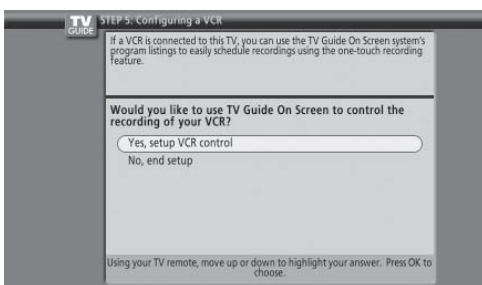 TV
GUIDE
STEP 5: Configuring a VCR
If a VCR is connected to this TV, you can use the TV Guide On Screen system's
program listings to easily schedule recordings using the one-touch recording
feature.
Would you like to use TV Guide On Screen to control the
recording of your VCR?
Yes, setup VCR control
No, end setup
Using your TV remote, move up or down to highlight your answer. Press OK to
choose.